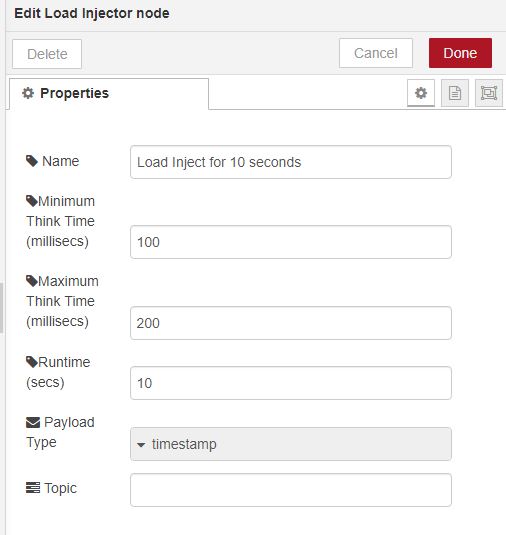 Edit Load Injector node
Delete
Cancel
Done
Properties
Name
Load Inject for 10 seconds
Minimum
Think Time
(millisecs)
100
Maximum
Think Time
(millisecs)
200
Runtime
(secs)
10
Payload
Type
timestamp
Topic